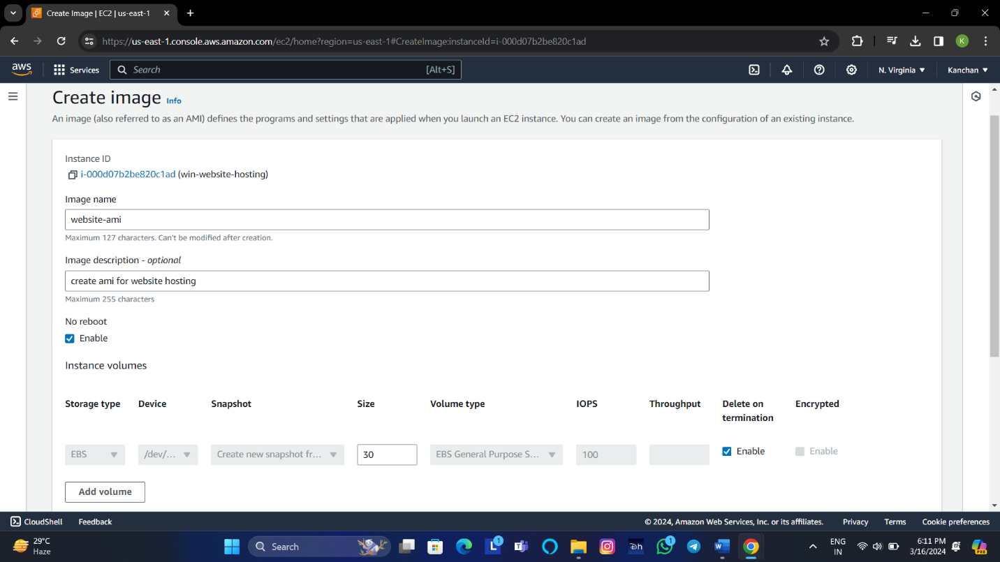 Create Image | EC2 | us-east-1
https://us-east-1.console.aws.amazon.com/ec2/home?region=us-east-1#CreateImage:instanceId=i-000d07b2be820c1ad
K
aws
Services
Search
[Alt+S]
N. Virginia
Kanchan
Create image
Info
An image (also referred to as an AMI) defines the programs and settings that are applied when you launch an EC2 instance. You can create an image from the configuration of an existing instance.
Instance ID
i-000d07b2be820c1ad (win-website-hosting)
Image name
website-ami
Maximum 127 characters. Can't be modified after creation.
Image description - optional
create ami for website hosting
Maximum 255 characters
No reboot
Enable
Instance volumes
Storage type Device Snapshot Size Volume type IOPS Throughput Delete on termination Encrypted
EBS /dev/... Create new snapshot fr... 30 EBS General Purpose S... 100 Enable Enable
Add volume
CloudShell Feedback © 2024, Amazon Web Services, Inc. or its affiliates. Privacy Terms Cookie preferences
29°C
Haze
Search
L 1
Dh
1
W
ENG
IN
6:11 PM
3/16/2024
PRE